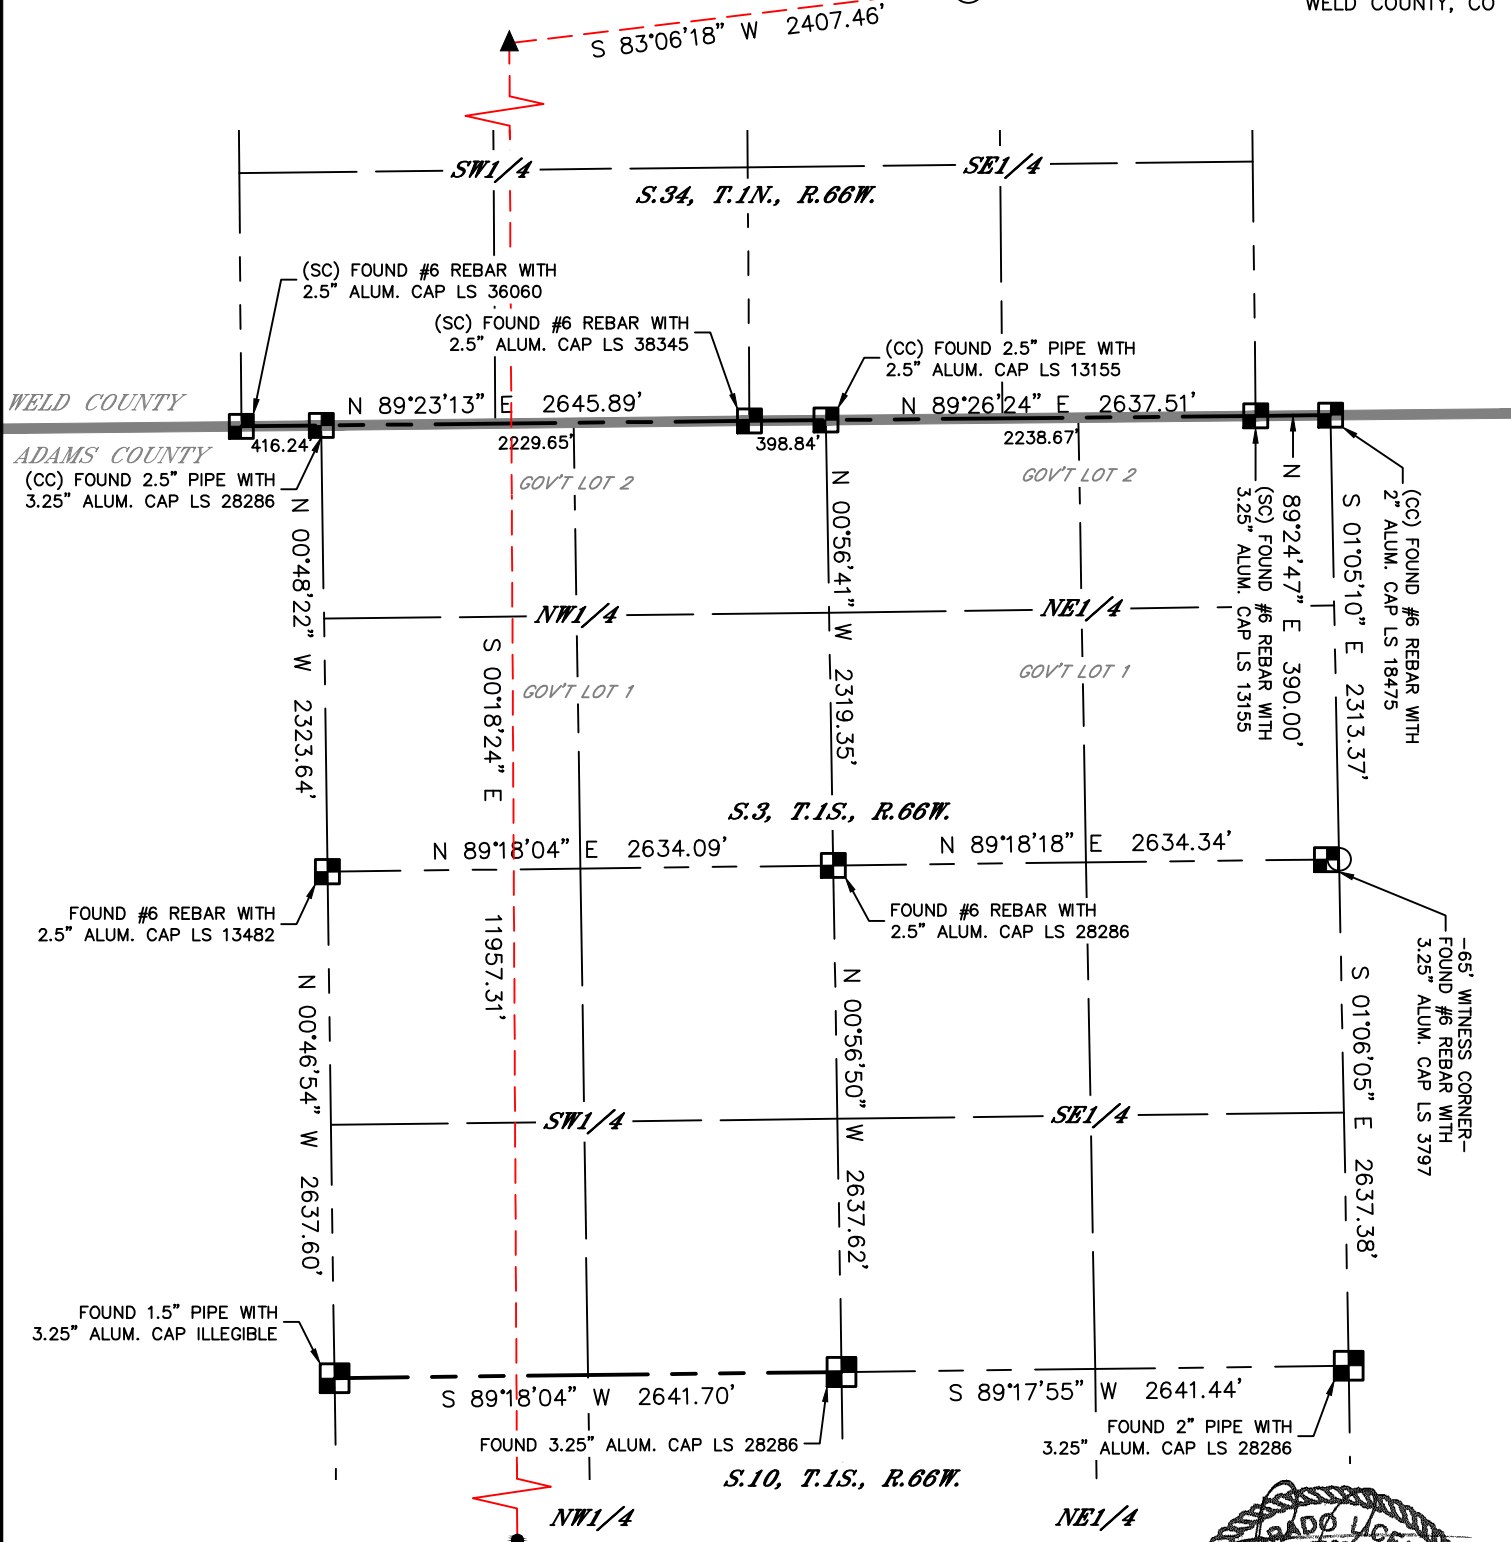 WELD COUNTY, CO
S 83°06'18" W 2407.46'
SW1/4
SE1/4
S.34, T.1N., R.66W.
(SC) FOUND #6 REBAR WITH
2.5" ALUM. CAP LS 36060
(SC) FOUND #6 REBAR WITH
2.5" ALUM. CAP LS 38345
(CC) FOUND 2.5" PIPE WITH
2.5" ALUM. CAP LS 13155
WELD COUNTY
N 89°23'13" E 2645.89'
N 89°26'24" E 2637.51'
416.24'
2229.65'
398.84'
2238.67'
ADAMS COUNTY
(CC) FOUND 2.5" PIPE WITH
3.25" ALUM. CAP LS 28286
GOV'T LOT 2
GOV'T LOT 2
N 00°48'22" W 2323.64'
S 00°18'24" E 11957.31'
N 00°56'41" W 2319.35'
(SC) FOUND #6 REBAR WITH
3.25" ALUM. CAP LS 13155
N 89°24'47" E 390.00'
S 01°05'10" E 2313.37'
(CC) FOUND #6 REBAR WITH
2" ALUM. CAP LS 18475
NW1/4
NE1/4
GOV'T LOT 1
GOV'T LOT 1
S.3, T.1S., R.66W.
N 89°18'04" E 2634.09'
N 89°18'18" E 2634.34'
FOUND #6 REBAR WITH
2.5" ALUM. CAP LS 13482
FOUND #6 REBAR WITH
2.5" ALUM. CAP LS 28286
-65' WITNESS CORNER-
FOUND #6 REBAR WITH
3.25" ALUM. CAP LS 3797
N 00°46'54" W 2637.60'
N 00°56'50" W 2637.62'
S 01°06'05" E 2637.38'
SW1/4
SE1/4
FOUND 1.5" PIPE WITH
3.25" ALUM. CAP ILLEGIBLE
S 89°18'04" W 2641.70'
S 89°17'55" W 2641.44'
FOUND 3.25" ALUM. CAP LS 28286
FOUND 2" PIPE WITH
3.25" ALUM. CAP LS 28286
S.10, T.1S., R.66W.
NW1/4
NE1/4